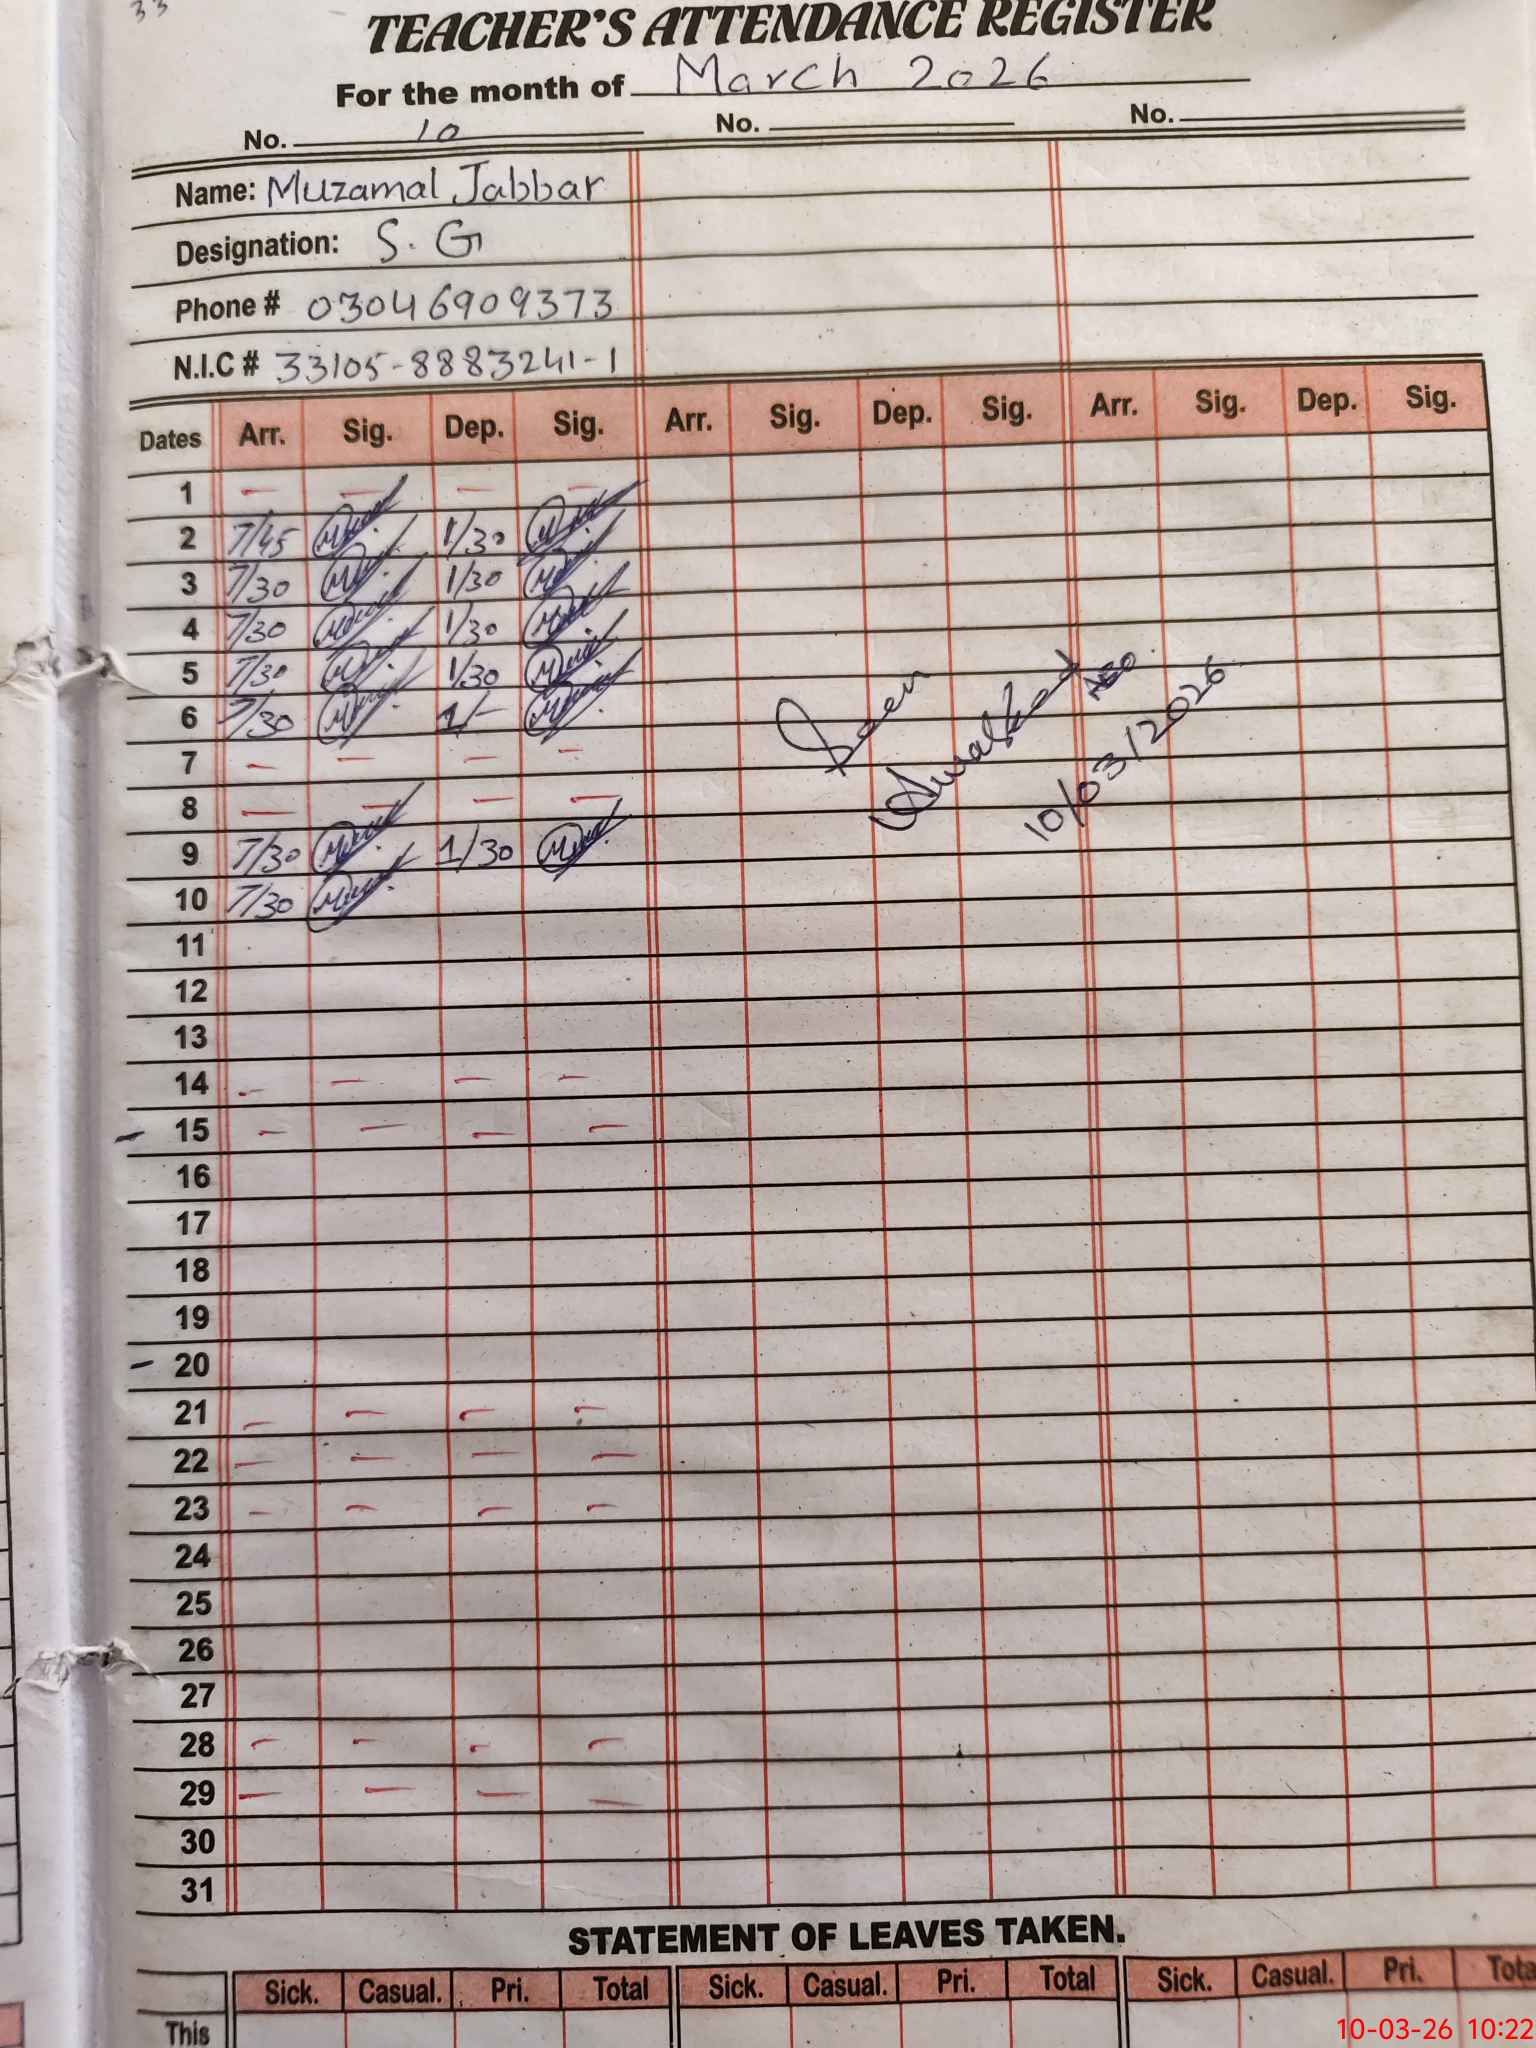 33
TEACHER'S ATTENDANCE REGISTER
For the month of March 2026
No. 10 No. No.
Name: Muzamal Jabbar
Designation: S. G
Phone # 03046909373
N.I.C # 33105-8883241-1
Dates Arr. Sig. Dep. Sig. Arr. Sig. Dep. Sig. Arr. Sig. Dep. Sig.
1 — — — —
2 7/45 1/30
3 7/30 1/30
4 7/30 1/30
5 7/30 1/30
6 7/30 1/-
7 — — — —
8 — — — —
9 7/30 1/30
10 7/30
Seen
AEO
10/03/2026
11
12
13
14 — — — —
- 15 — — — —
16
17
18
19
- 20
21 — — — —
22 — — — —
23 — — — —
24
25
26
27
28 — — — —
29 — — — —
30
31
STATEMENT OF LEAVES TAKEN.
Sick. Casual. Pri. Total Sick. Casual. Pri. Total Sick. Casual. Pri. Tota
This
10-03-26 10:22